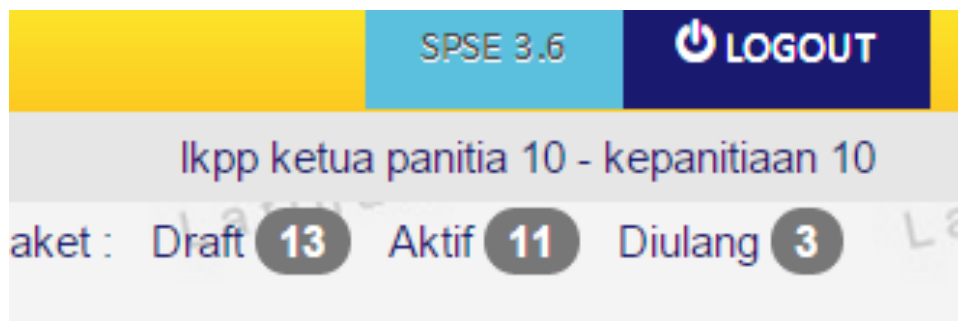 SPSE 3.6 LOGOUT
lkpp ketua panitia 10 - kepanitiaan 10
aket : Draft 13 Aktif 11 Diulang 3